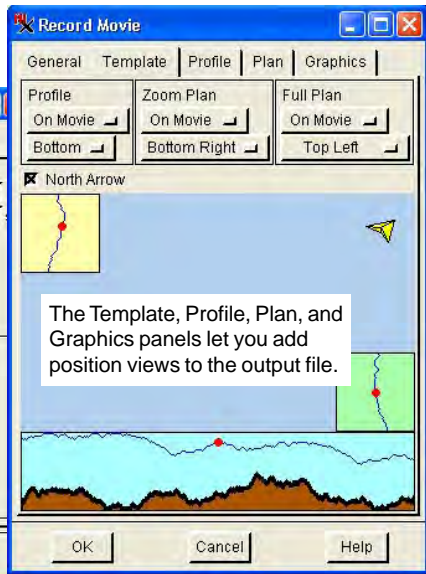 Record Movie
General Template Profile Plan Graphics
Profile Zoom Plan Full Plan
On Movie On Movie On Movie
Bottom Bottom Right Top Left
North Arrow
The Template, Profile, Plan, and
Graphics panels let you add
position views to the output file.
OK Cancel Help